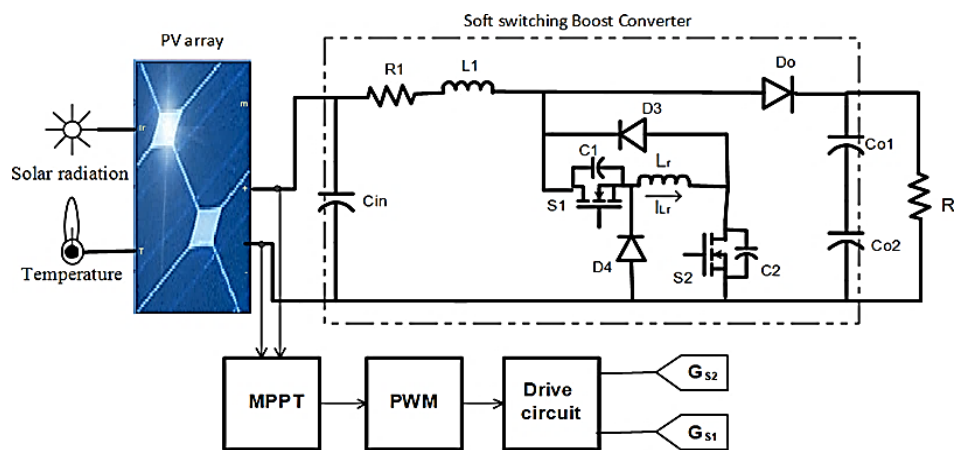 Soft switching Boost Converter
PV array
R1
L1
Do
D3
m
Ir
C1
Lr
Co1
Solar radiation
+
Cin
S1
ILr
R
T
D4
S2
C2
Co2
Temperature
MPPT
PWM
Drive
circuit
GS2
GS1